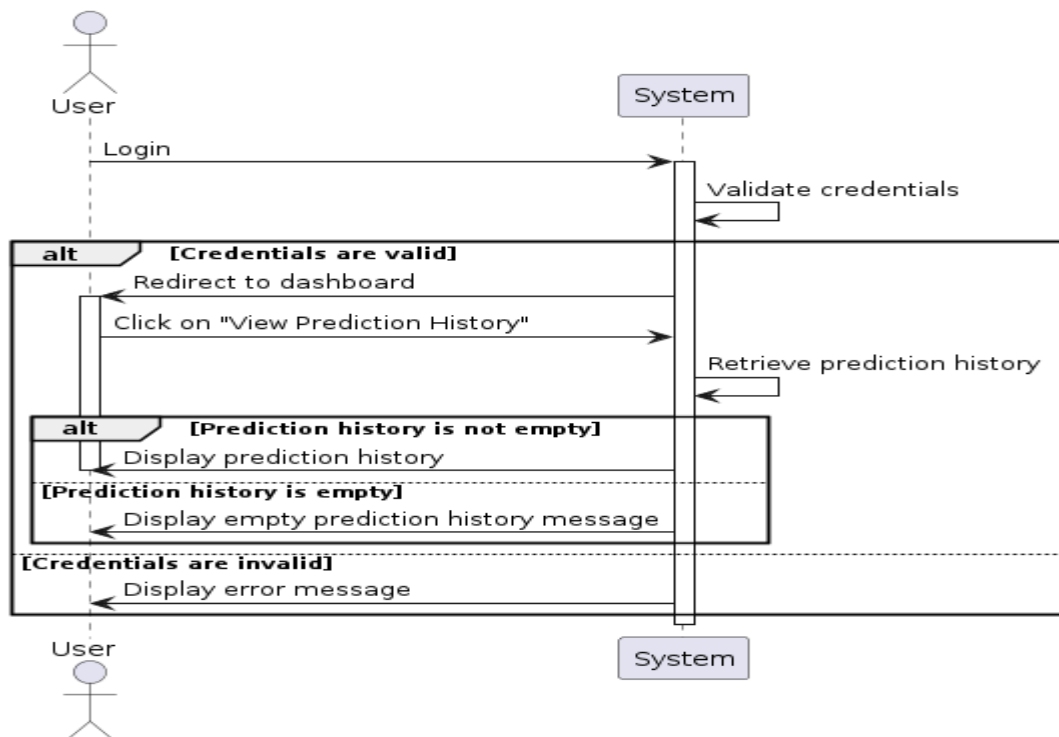 User
System
Login
Validate credentials
alt [Credentials are valid]
Redirect to dashboard
Click on "View Prediction History"
Retrieve prediction history
alt [Prediction history is not empty]
Display prediction history
[Prediction history is empty]
Display empty prediction history message
[Credentials are invalid]
Display error message
User
System